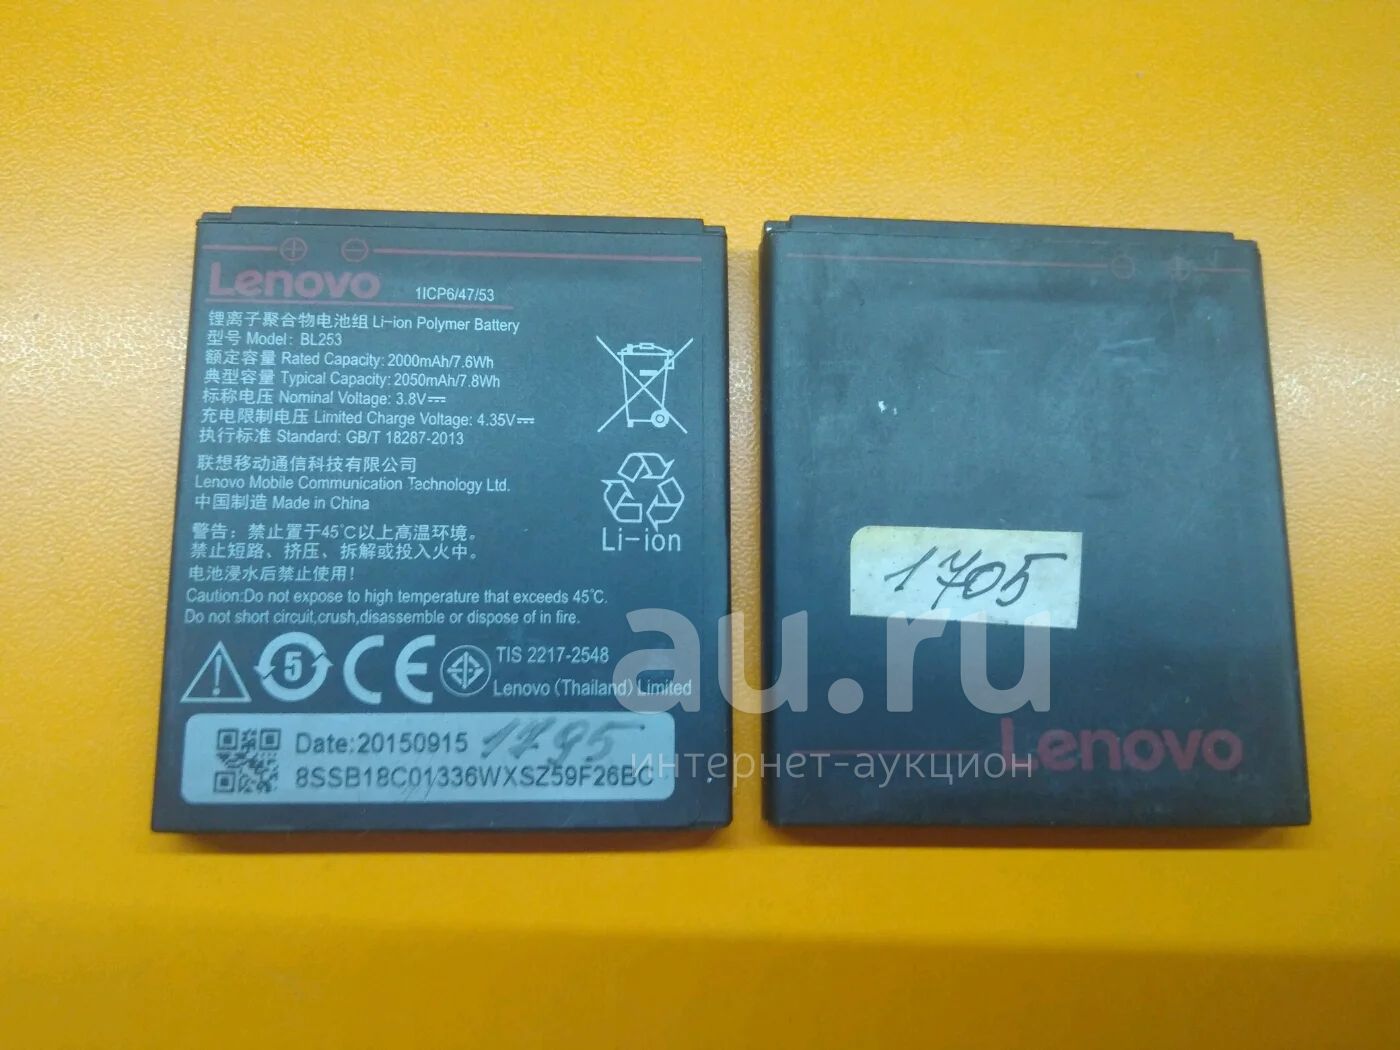 Lenovo 1ICP6/47/53
锂离子聚合物电池组 Li-ion Polymer Battery
型号 Model: BL253
额定容量 Rated Capacity: 2000mAh/7.6Wh
典型容量 Typical Capacity: 2050mAh/7.8Wh
标称电压 Nominal Voltage: 3.8V⎓
充电限制电压 Limited Charge Voltage: 4.35V⎓
执行标准 Standard: GB/T 18287-2013
联想移动通信科技有限公司
Lenovo Mobile Communication Technology Ltd.
中国制造 Made in China
Li-ion
警告: 禁止置于45℃以上高温环境。
禁止短路、挤压、拆解或投入火中。
电池浸水后禁止使用!
Caution:Do not expose to high temperature that exceeds 45℃.
Do not short circuit,crush,disassemble or dispose of in fire.
5 CE TIS 2217-2548
Lenovo (Thailand) Limited
Date:20150915 1795
8SSB18C01336WXSZ59F26BC
1705
Lenovo
au.ru
интернет-аукцион